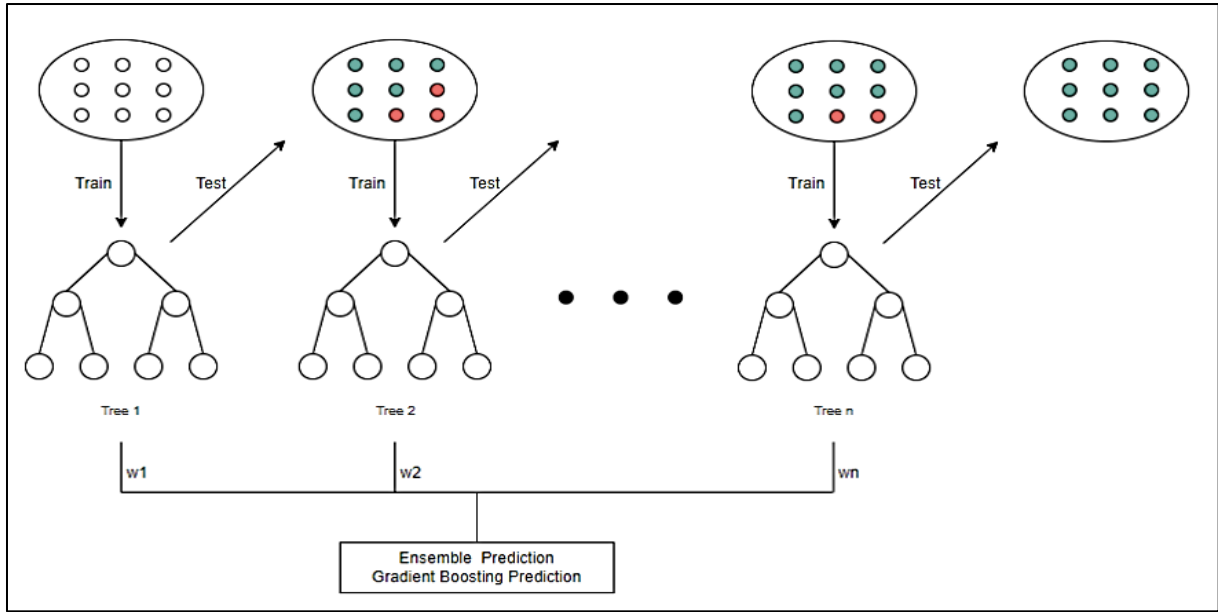 Train
Test
Train
Test
Train
Test
Tree 1
Tree 2
Tree n
w1
w2
wn
Ensemble Prediction
Gradient Boosting Prediction